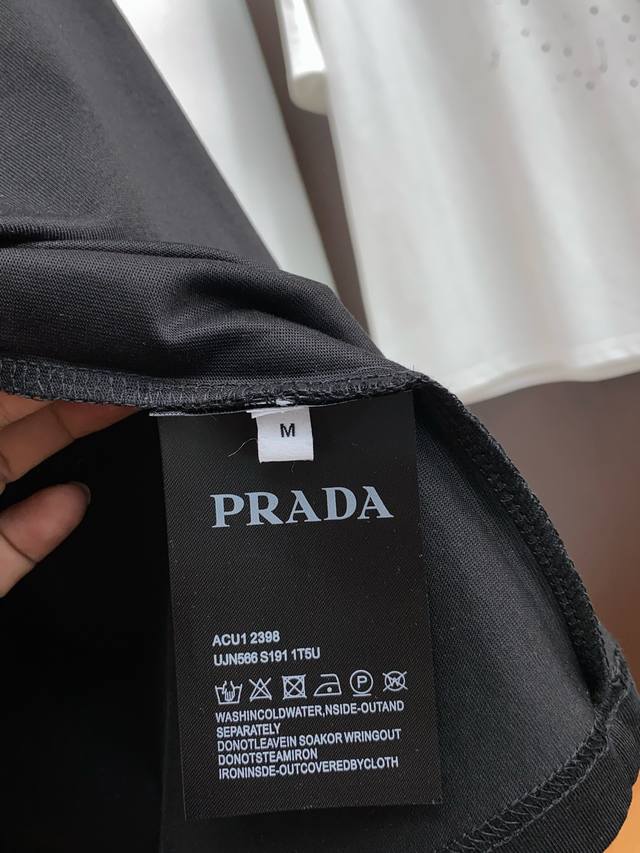 M
PRADA
ACU1 2398
UJN566 S191 1T5U
WASHINCOLDWATER,NSIDE-OUTAND
SEPARATELY
DONOTLEAVEIN SOAKOR WRINGOUT
DONOTSTEAMIRON
IRONINSDE-OUTCOVEREDBYCLOTH